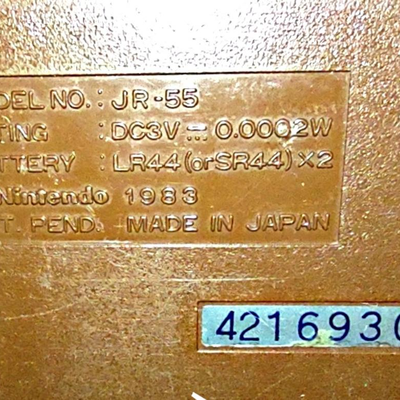 DEL NO.: JR-55
TING : DC3V ⎓ 0.0002W
TTERY : LR44 (or SR44) X2
Nintendo 1983
T PEND. MADE IN JAPAN
421693